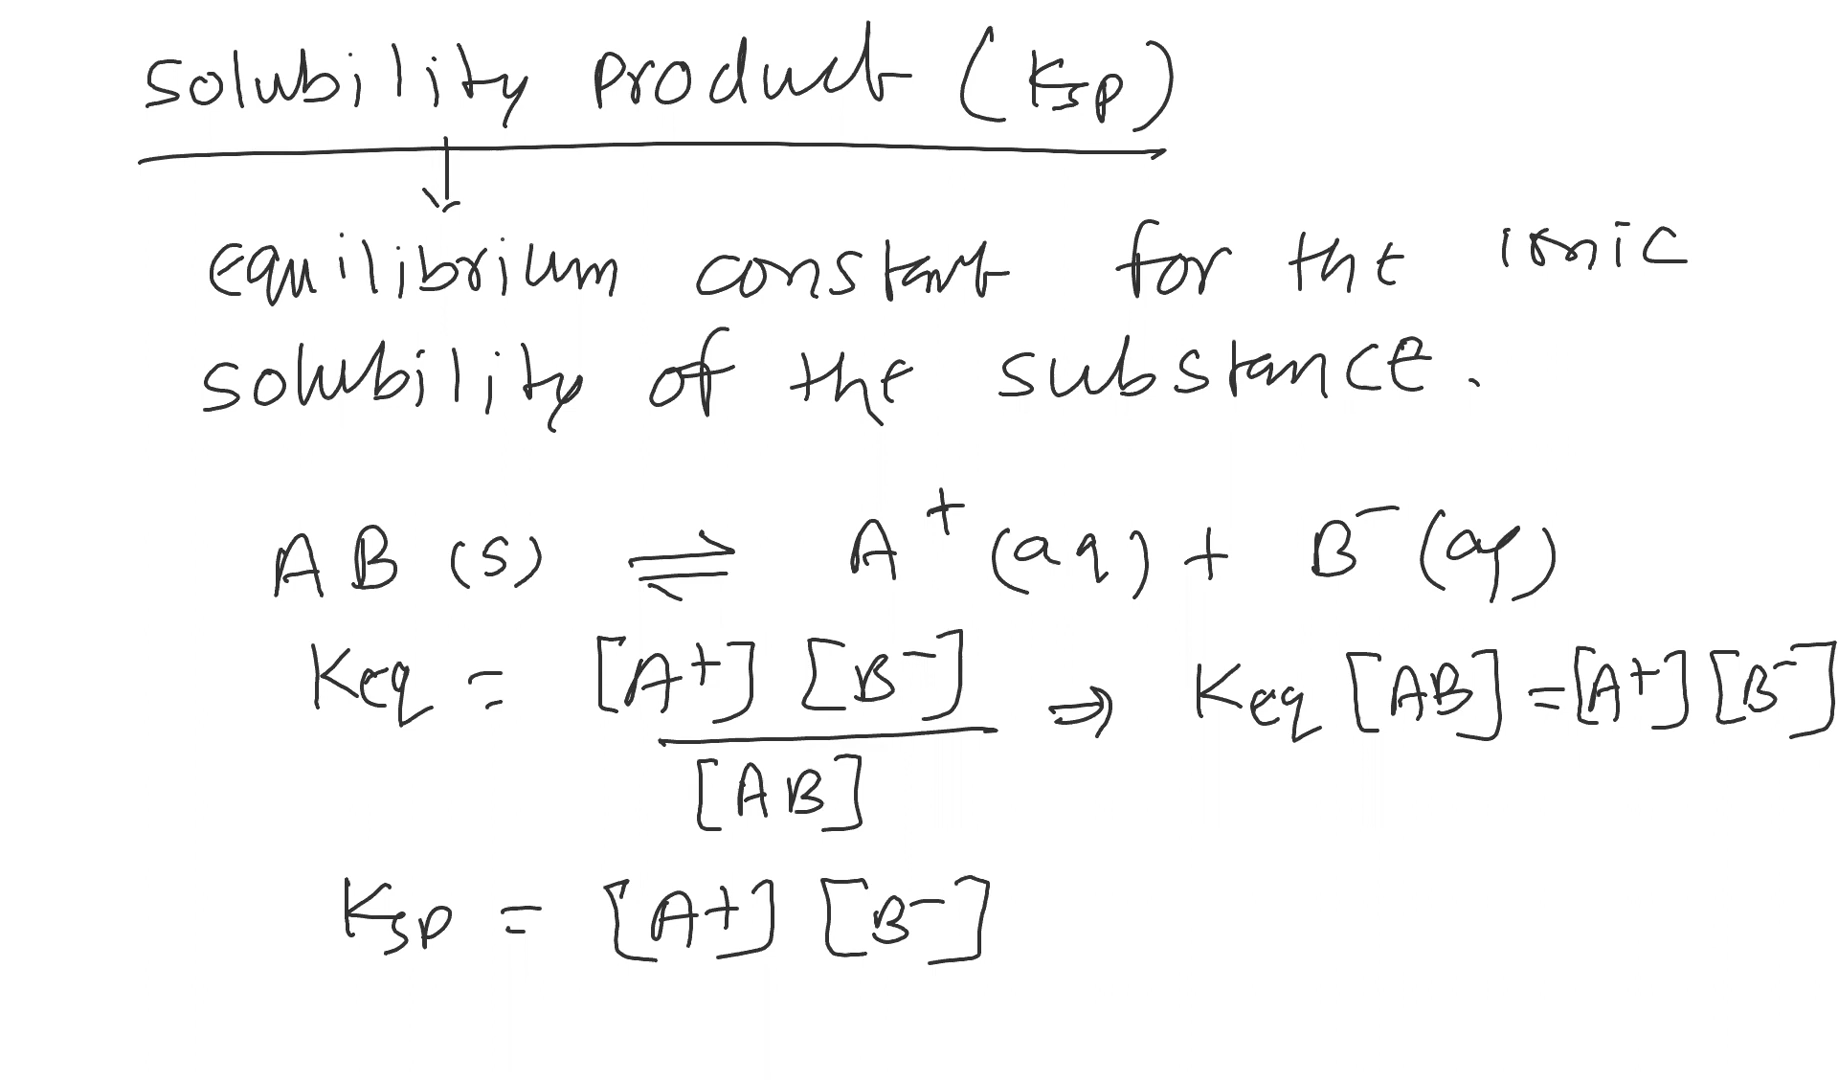 solubility product (Ksp)
equilibrium constant for the ionic
solubility of the substance.
AB (s) ⇌ A⁺ (aq) + B⁻ (aq)
Keq = [A+] [B⁻] / [AB] ⇒ Keq [AB] = [A+] [B⁻]
Ksp = [A+] [B⁻]